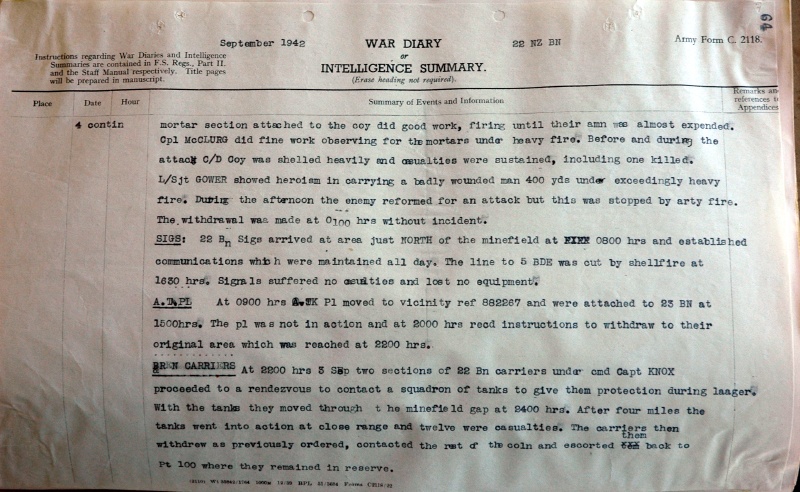 64
September 1942
WAR DIARY
22 NZ BN
Army Form C. 2118.
or
INTELLIGENCE SUMMARY.
(Erase heading not required).
Instructions regarding War Diaries and Intelligence
Summaries are contained in F.S. Regs., Part II.
and the Staff Manual respectively. Title pages
will be prepared in manuscript.
Place Date Hour Summary of Events and Information
Remarks and
references to
Appendices
4 contin mortar section attached to the coy did good work, firing until their amn was almost expended.
Cpl McCLURG did fine work observing for the mortars under heavy fire. Before and during the
attack C/D Coy was shelled heavily and casualties were sustained, including one killed.
L/Sjt GOWER showed heroism in carrying a badly wounded man 400 yds under exceedingly heavy
fire. During the afternoon the enemy reformed for an attack but this was stopped by arty fire.
The withdrawal was made at 0100 hrs without incident.
SIGS: 22 Bn Sigs arrived at area just NORTH of the minefield at 0800 hrs and established
communications which were maintained all day. The line to 5 BDE was cut by shellfire at
1630 hrs. Signals suffered no casualties and lost no equipment.
A.T.PL At 0900 hrs A.TK Pl moved to vicinity ref 882267 and were attached to 23 BN at
1500hrs. The pl was not in action and at 2000 hrs recd instructions to withdraw to their
original area which was reached at 2200 hrs.
BREN CARRIERS At 2200 hrs 3 Sep two sections of 22 Bn carriers under cmd Capt KNOX
proceeded to a rendezvous to contact a squadron of tanks to give them protection during laager.
With the tanks they moved through t he minefield gap at 2400 hrs. After four miles the
tanks went into action at close range and twelve were casualties. The carriers then
withdrew as previously ordered, contacted the rest of the coln and escorted them back to
Pt 100 where they remained in reserve.